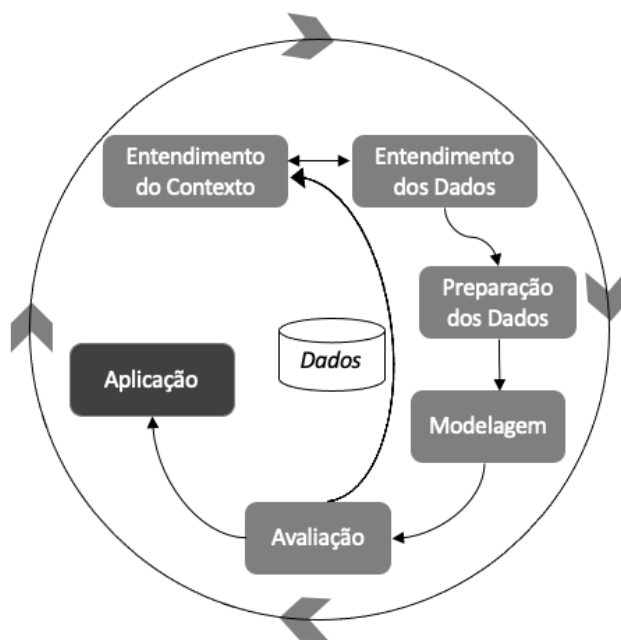 Entendimento
do Contexto
Entendimento
dos Dados
Preparação
dos Dados
Dados
Aplicação
Modelagem
Avaliação